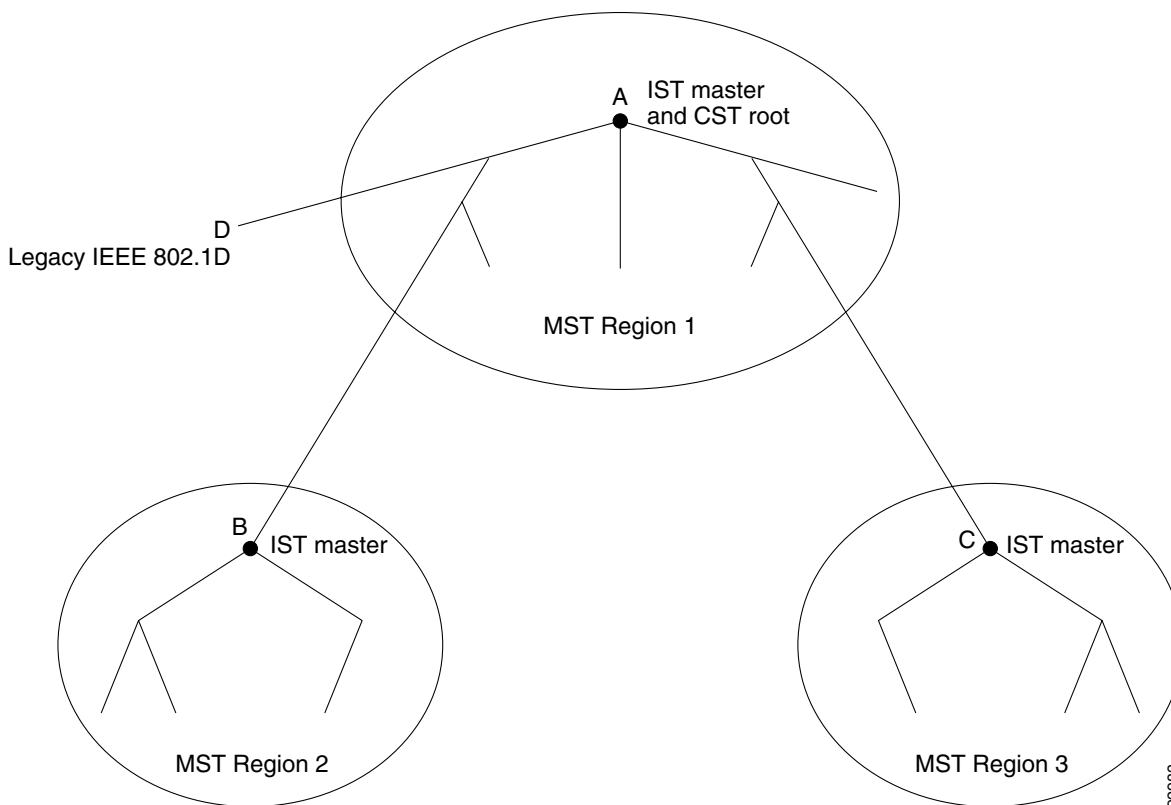 A
IST master
and CST root
D
Legacy IEEE 802.1D
MST Region 1
B
IST master
C
IST master
MST Region 2
MST Region 3